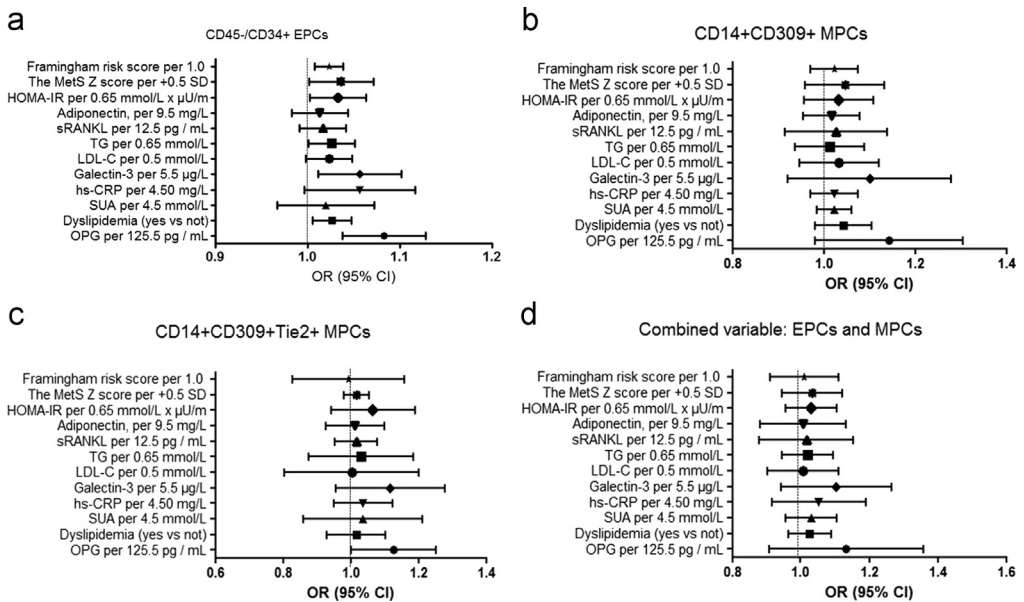 a
CD45-/CD34+ EPCs
Framingham risk score per 1.0
The MetS Z score per +0.5 SD
HOMA-IR per 0.65 mmol/L x μU/m
Adiponectin, per 9.5 mg/L
sRANKL per 12.5 pg / mL
TG per 0.65 mmol/L
LDL-C per 0.5 mmol/L
Galectin-3 per 5.5 μg/L
hs-CRP per 4.50 mg/L
SUA per 4.5 mmol/L
Dyslipidemia (yes vs not)
OPG per 125.5 pg / mL
0.9 1.0 1.1 1.2
OR (95% CI)
b
CD14+CD309+ MPCs
Framingham risk score per 1.0
The MetS Z score per +0.5 SD
HOMA-IR per 0.65 mmol/L x μU/m
Adiponectin, per 9.5 mg/L
sRANKL per 12.5 pg / mL
TG per 0.65 mmol/L
LDL-C per 0.5 mmol/L
Galectin-3 per 5.5 μg/L
hs-CRP per 4.50 mg/L
SUA per 4.5 mmol/L
Dyslipidemia (yes vs not)
OPG per 125.5 pg / mL
0.8 1.0 1.2 1.4
OR (95% CI)
c
CD14+CD309+Tie2+ MPCs
Framingham risk score per 1.0
The MetS Z score per +0.5 SD
HOMA-IR per 0.65 mmol/L x μU/m
Adiponectin, per 9.5 mg/L
sRANKL per 12.5 pg / mL
TG per 0.65 mmol/L
LDL-C per 0.5 mmol/L
Galectin-3 per 5.5 μg/L
hs-CRP per 4.50 mg/L
SUA per 4.5 mmol/L
Dyslipidemia (yes vs not)
OPG per 125.5 pg / mL
0.6 0.8 1.0 1.2 1.4
OR (95% CI)
d
Combined variable: EPCs and MPCs
Framingham risk score per 1.0
The MetS Z score per +0.5 SD
HOMA-IR per 0.65 mmol/L x μU/m
Adiponectin, per 9.5 mg/L
sRANKL per 12.5 pg / mL
TG per 0.65 mmol/L
LDL-C per 0.5 mmol/L
Galectin-3 per 5.5 μg/L
hs-CRP per 4.50 mg/L
SUA per 4.5 mmol/L
Dyslipidemia (yes vs not)
OPG per 125.5 pg / mL
0.8 1.0 1.2 1.4 1.6
OR (95% CI)